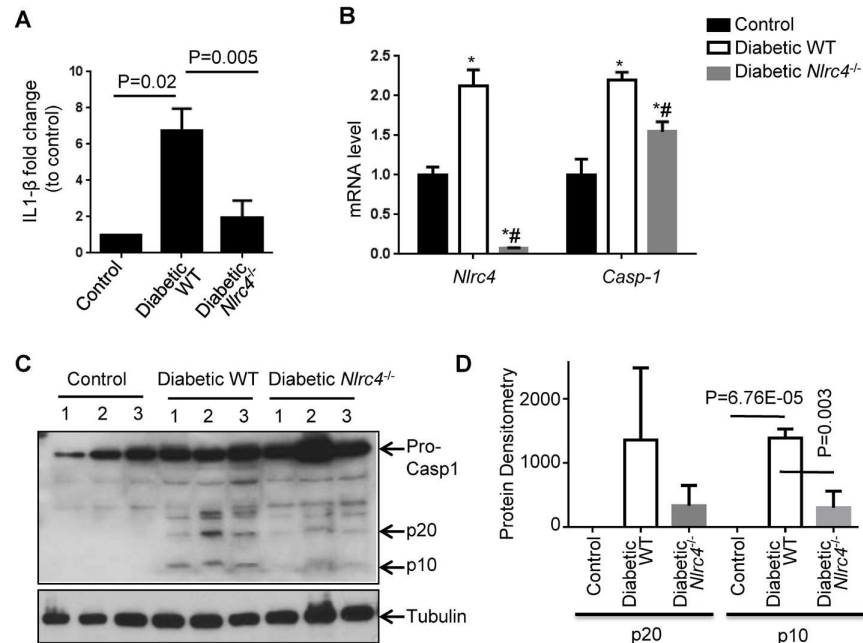 A
P=0.005
P=0.02
IL1-β fold change
(to control)
10
8
6
4
2
0
Control
Diabetic
WT
Diabetic
Nlrc4-/-
B
Control
Diabetic WT
Diabetic Nlrc4-/-
mRNA level
2.5
2.0
1.5
1.0
0.5
0.0
*
*#
*
*#
Nlrc4
Casp-1
C
Control Diabetic WT Diabetic Nlrc4-/-
1 2 3 1 2 3 1 2 3
Pro-
Casp1
p20
p10
Tubulin
D
Protein Densitometry
2000
1000
0
P=6.76E-05
P=0.003
Control
Diabetic
WT
Diabetic
Nlrc4-/-
Control
Diabetic
WT
Diabetic
Nlrc4-/-
p20
p10